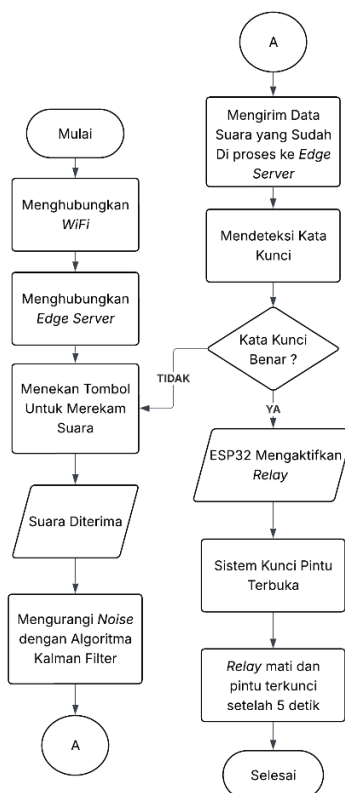 Mulai
Menghubungkan
WiFi
Menghubungkan
Edge Server
Menekan Tombol
Untuk Merekam
Suara
Suara Diterima
Mengurangi Noise
dengan Algoritma
Kalman Filter
A
A
Mengirim Data
Suara yang Sudah
Di proses ke Edge
Server
Mendeteksi Kata
Kunci
Kata Kunci
Benar ?
TIDAK
YA
ESP32 Mengaktifkan
Relay
Sistem Kunci Pintu
Terbuka
Relay mati dan
pintu terkunci
setelah 5 detik
Selesai